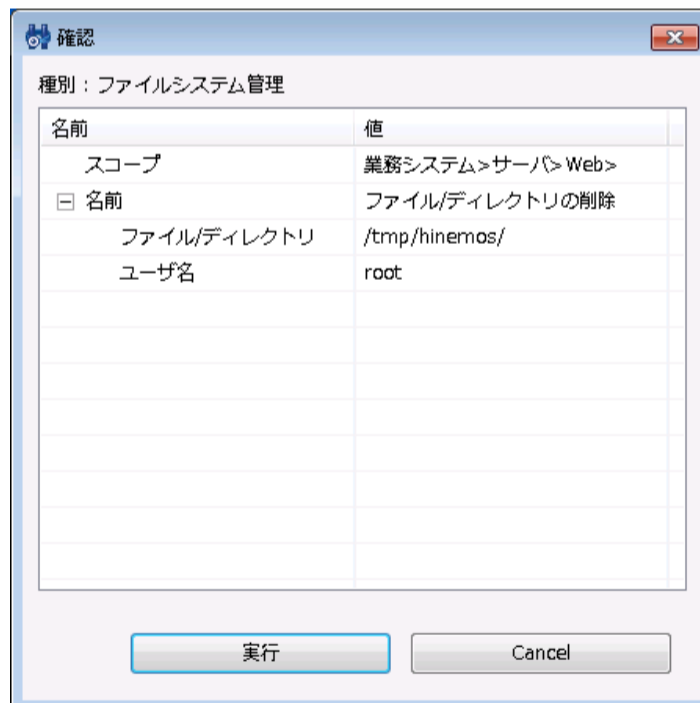 確認
種別：ファイルシステム管理
名前 値
スコープ 業務システム>サーバ>Web>
名前 ファイル/ディレクトリの削除
ファイル/ディレクトリ /tmp/hinemos/
ユーザ名 root
実行 Cancel